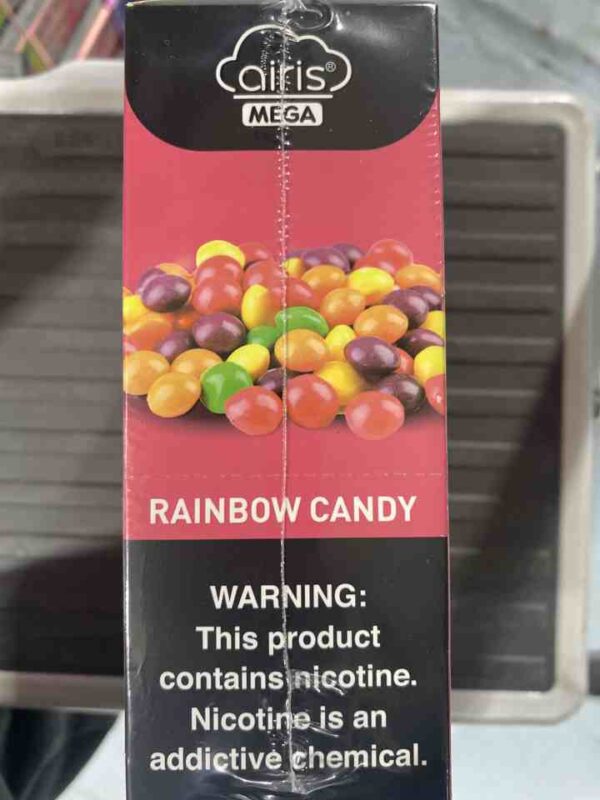 airis®
MEGA
RAINBOW CANDY
WARNING:
This product
contains nicotine.
Nicotine is an
addictive chemical.